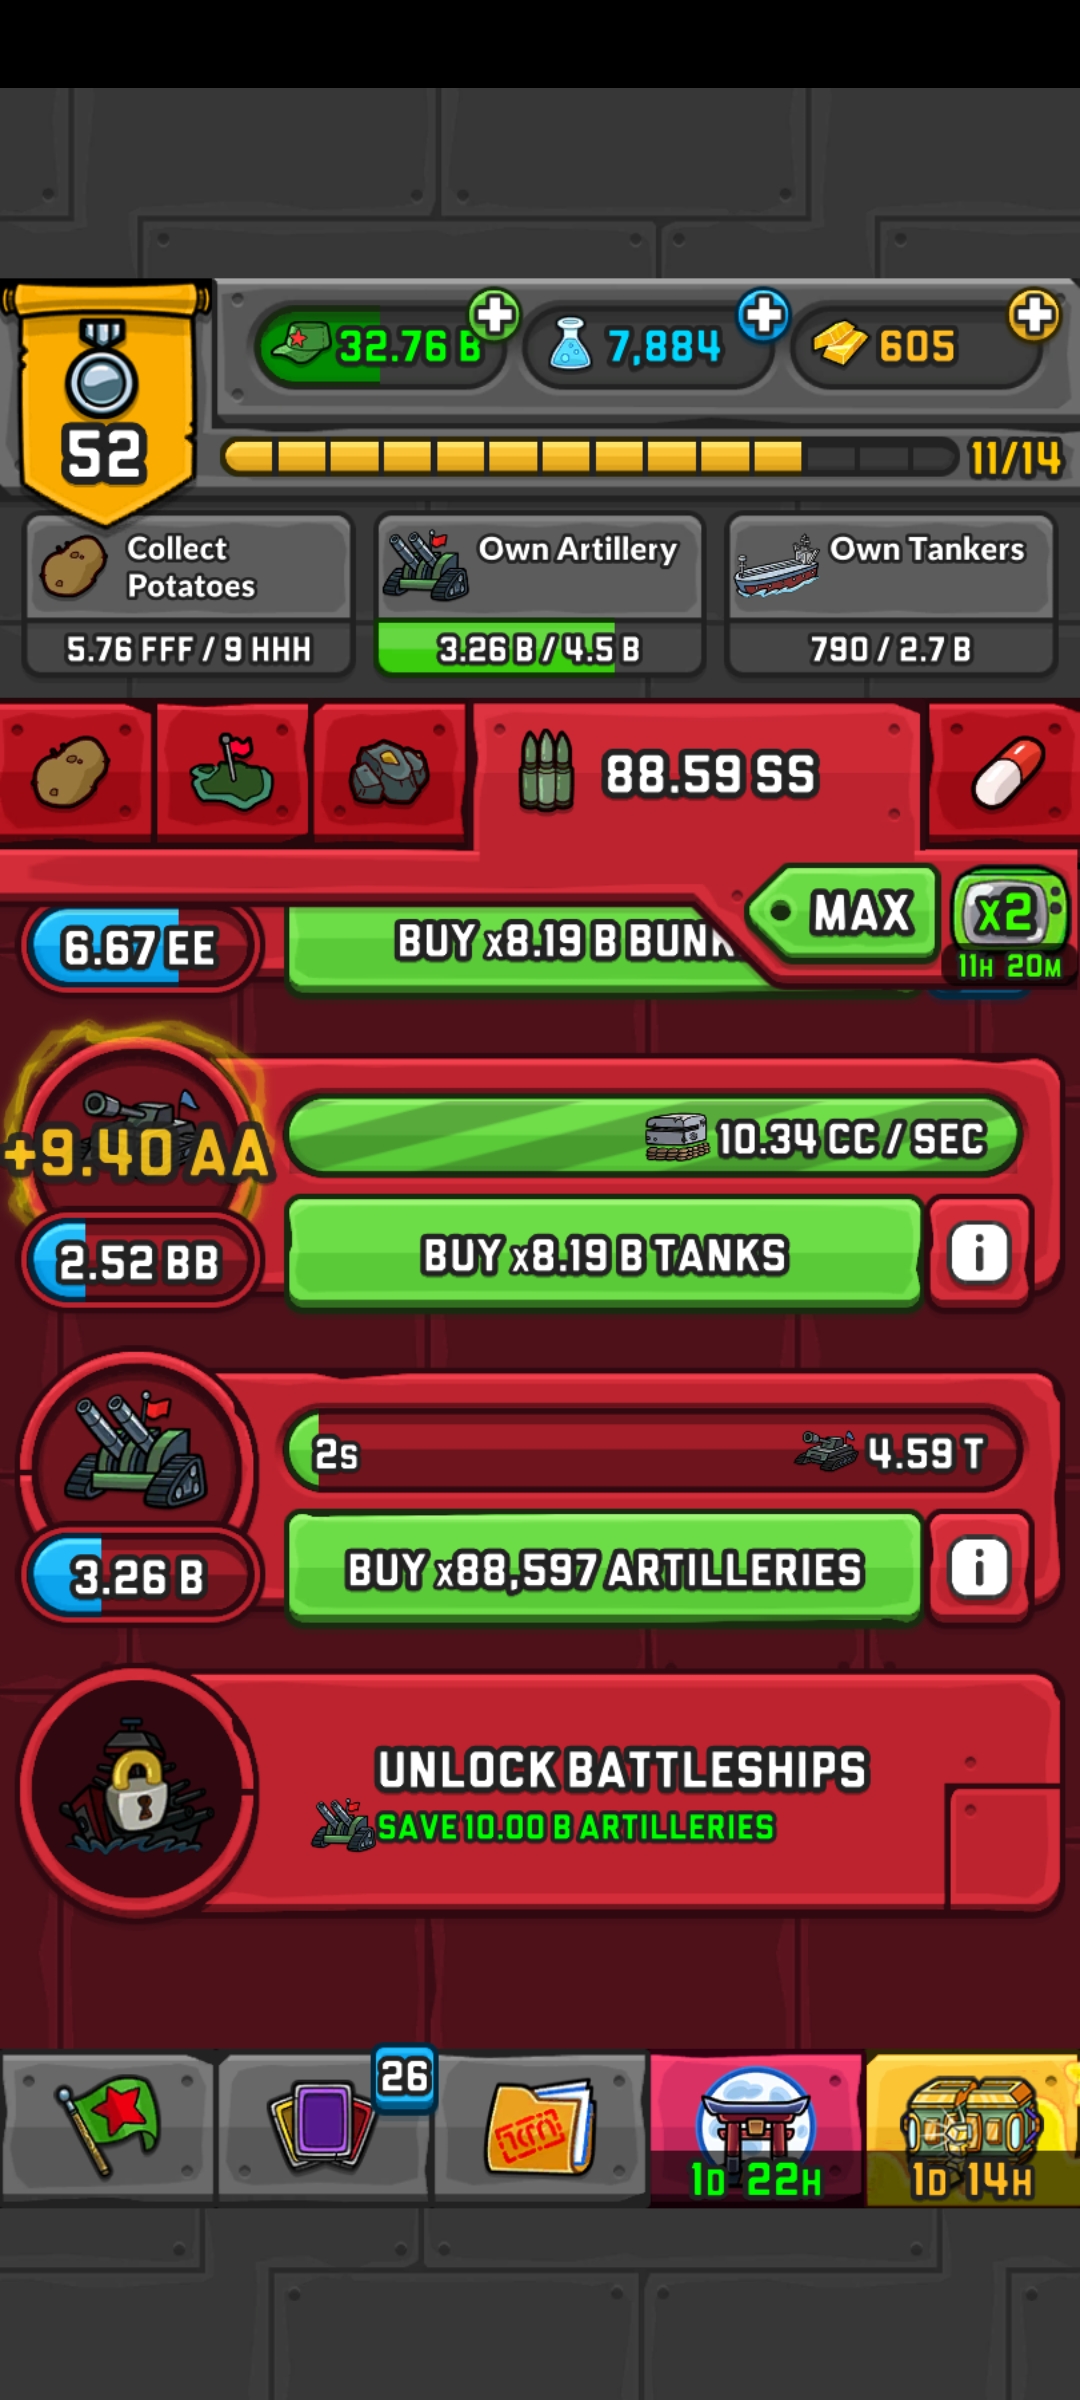 32.76 B
7,884
605
52
11/14
Collect
Potatoes
5.76 FFF / 9 HHH
Own Artillery
3.26 B / 4.5 B
Own Tankers
790 / 2.7 B
88.59 SS
MAX
x2
11H 20M
6.67 EE
BUY x8.19 B BUN
+9.40 AA
10.34 CC / SEC
2.52 BB
BUY x8.19 B TANKS
i
2s
4.59 T
3.26 B
BUY x88,597 ARTILLERIES
i
UNLOCK BATTLESHIPS
SAVE 10.00 B ARTILLERIES
26
1D 22H
1D 14H